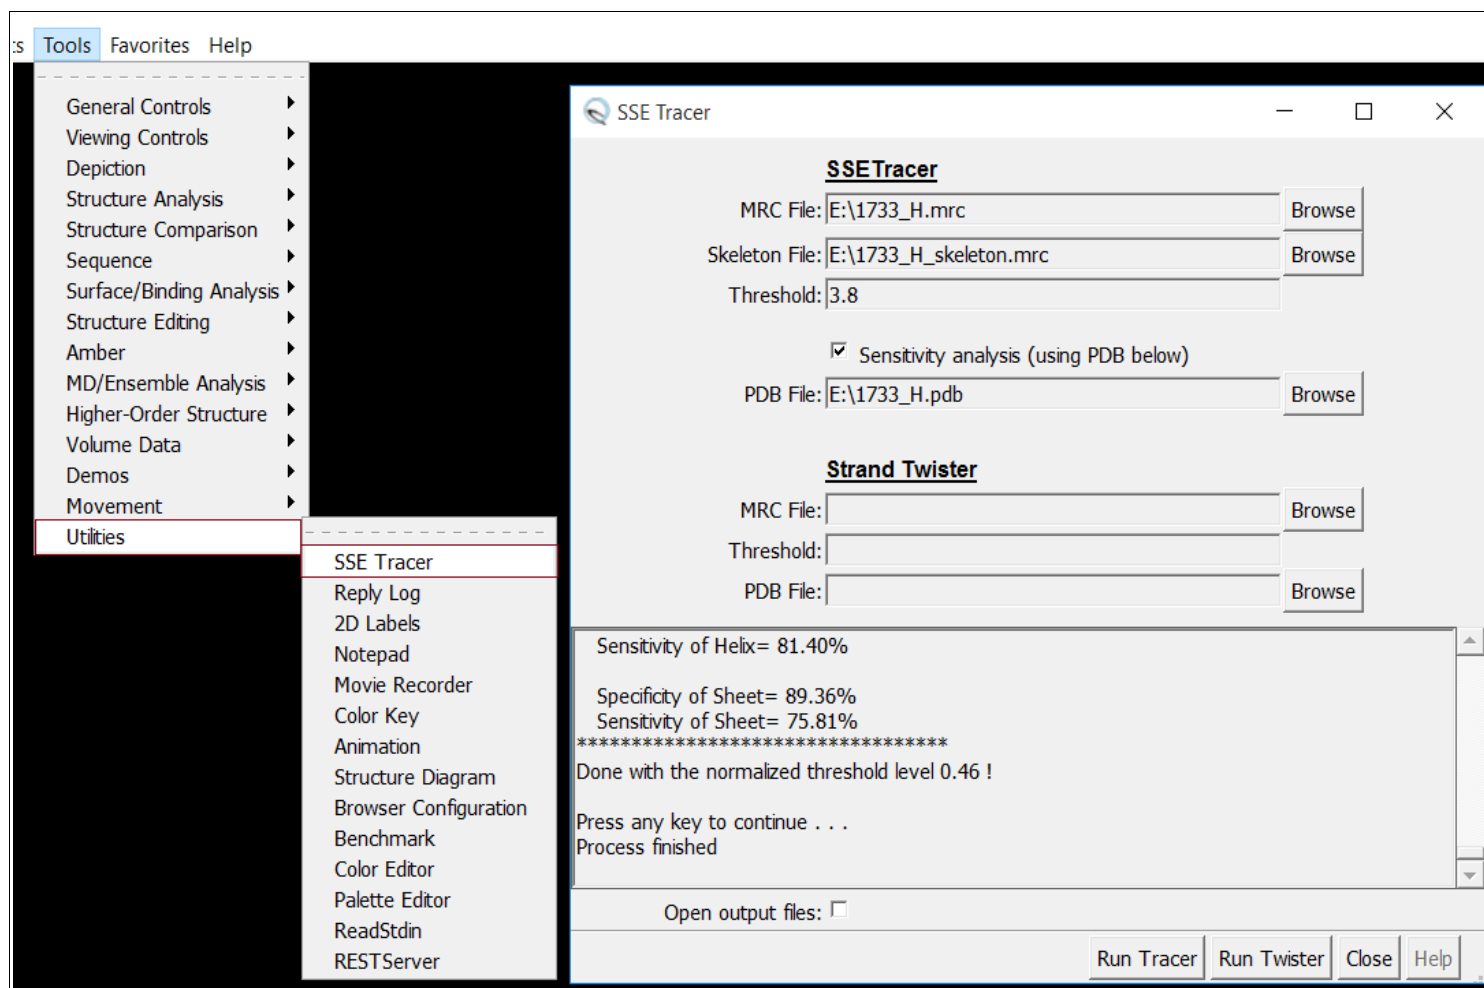 Tools Favorites Help
General Controls
Viewing Controls
Depiction
Structure Analysis
Structure Comparison
Sequence
Surface/Binding Analysis
Structure Editing
Amber
MD/Ensemble Analysis
Higher-Order Structure
Volume Data
Demos
Movement
Utilities
SSE Tracer
Reply Log
2D Labels
Notepad
Movie Recorder
Color Key
Animation
Structure Diagram
Browser Configuration
Benchmark
Color Editor
Palette Editor
ReadStdin
RESTServer
SSE Tracer
SSETracer
MRC File: E:\1733_H.mrc Browse
Skeleton File: E:\1733_H_skeleton.mrc Browse
Threshold: 3.8
Sensitivity analysis (using PDB below)
PDB File: E:\1733_H.pdb Browse
Strand Twister
MRC File: Browse
Threshold:
PDB File: Browse
Sensitivity of Helix= 81.40%
Specificity of Sheet= 89.36%
Sensitivity of Sheet= 75.81%
**********************************
Done with the normalized threshold level 0.46 !
Press any key to continue . . .
Process finished
Open output files:
Run Tracer Run Twister Close Help